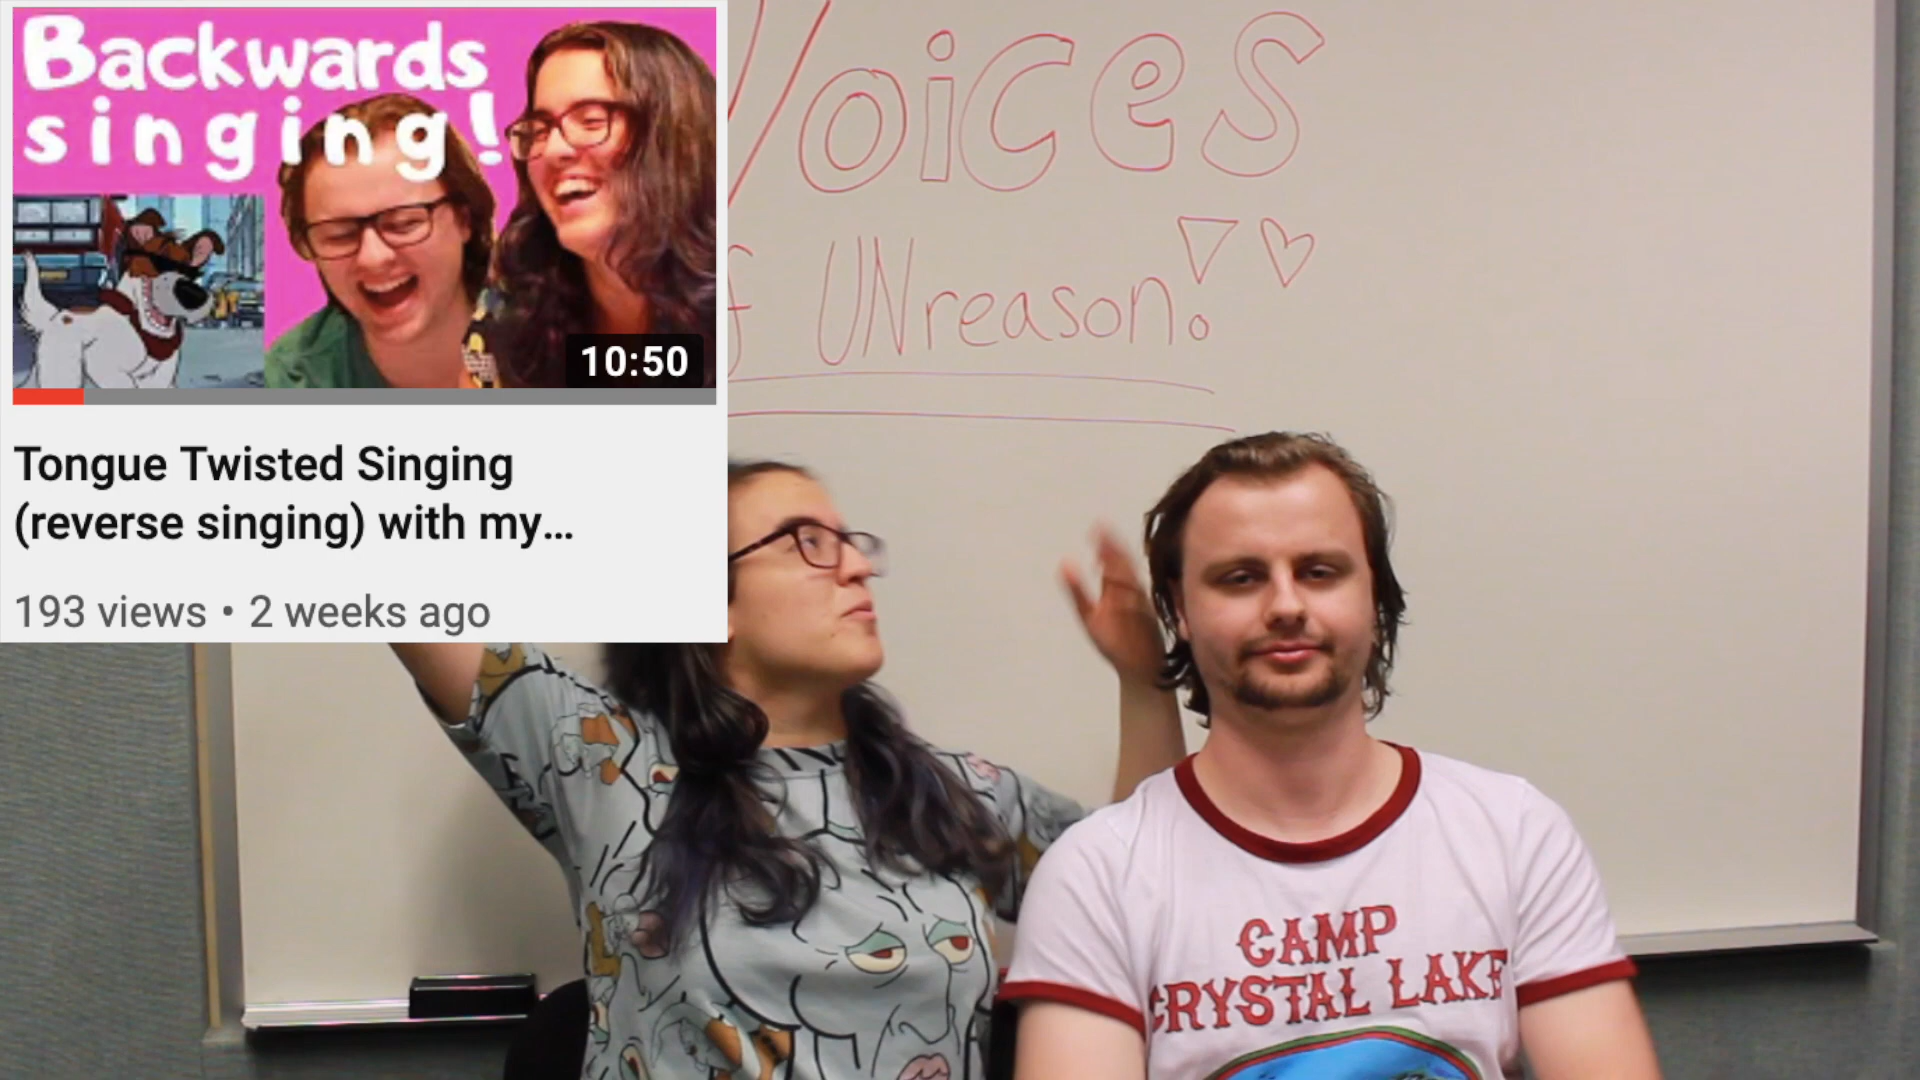 Backwards
singing!
10:50
Tongue Twisted Singing
(reverse singing) with my...
193 views • 2 weeks ago
Voices
f UNreason!
CAMP
CRYSTAL LAKE